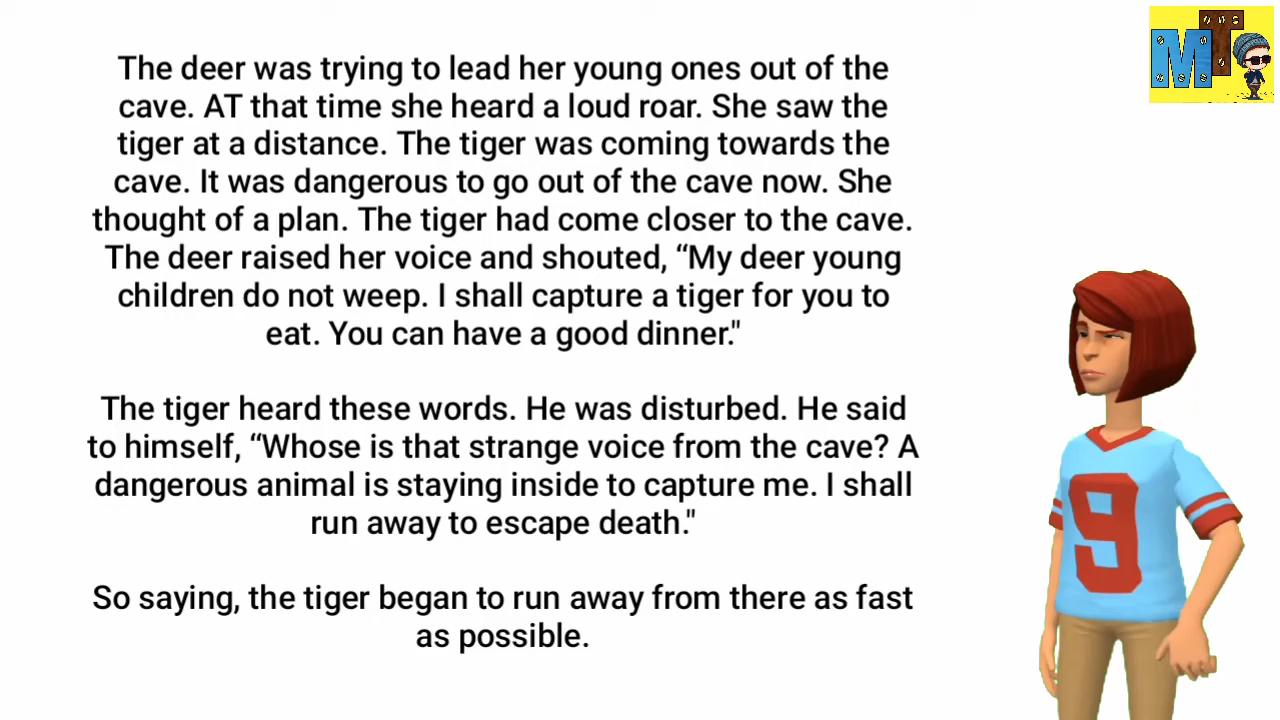 The deer was trying to lead her young ones out of the
cave. AT that time she heard a loud roar. She saw the
tiger at a distance. The tiger was coming towards the
cave. It was dangerous to go out of the cave now. She
thought of a plan. The tiger had come closer to the cave.
The deer raised her voice and shouted, “My deer young
children do not weep. I shall capture a tiger for you to
eat. You can have a good dinner."
The tiger heard these words. He was disturbed. He said
to himself, “Whose is that strange voice from the cave? A
dangerous animal is staying inside to capture me. I shall
run away to escape death."
So saying, the tiger began to run away from there as fast
as possible.
MT
9